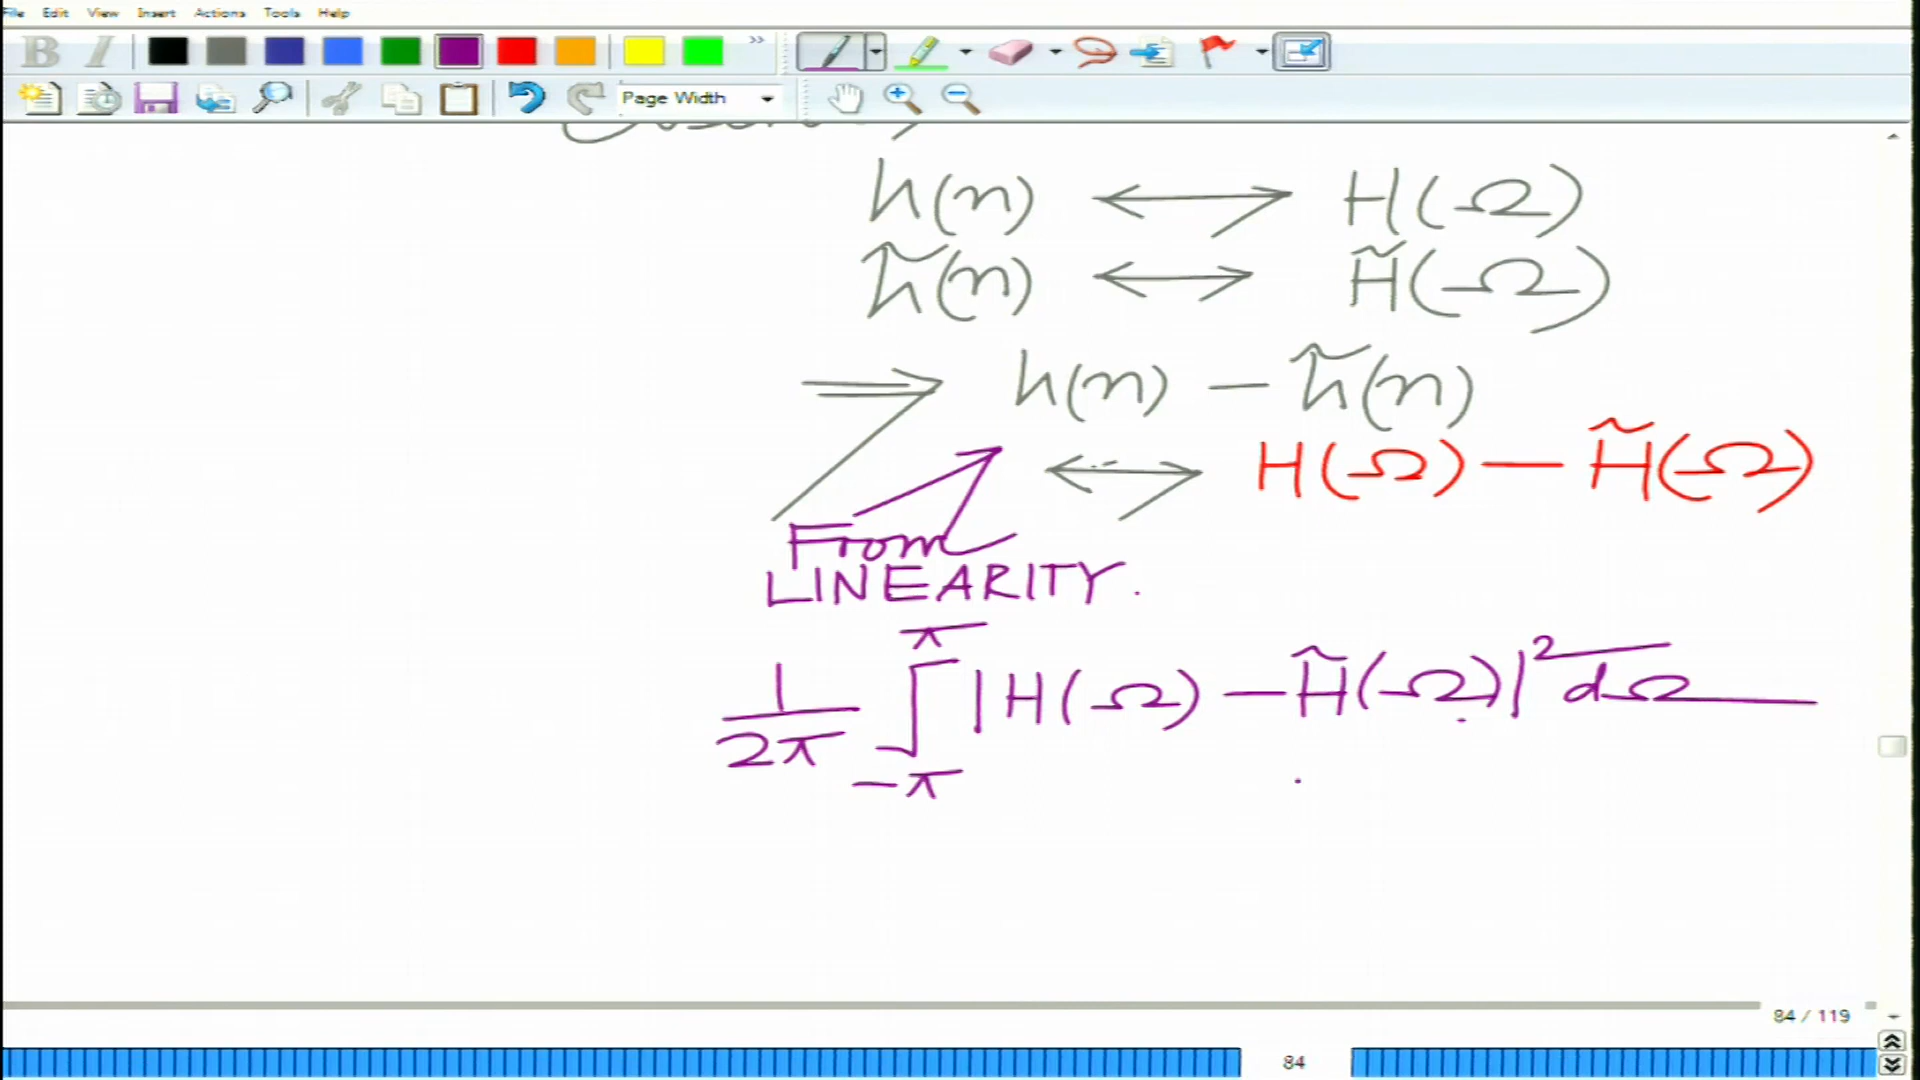 File Edit View Insert Actions Tools Help
B I
Page Width
h(n) ⟷ H(Ω)
h̃(n) ⟷ H̃(Ω)
⇒ h(n) − h̃(n)
⟷ H(Ω) − H̃(Ω)
From
LINEARITY.
1/2π ∫_{-π}^{π} |H(Ω) − H̃(Ω)|² dΩ
84 / 119
84